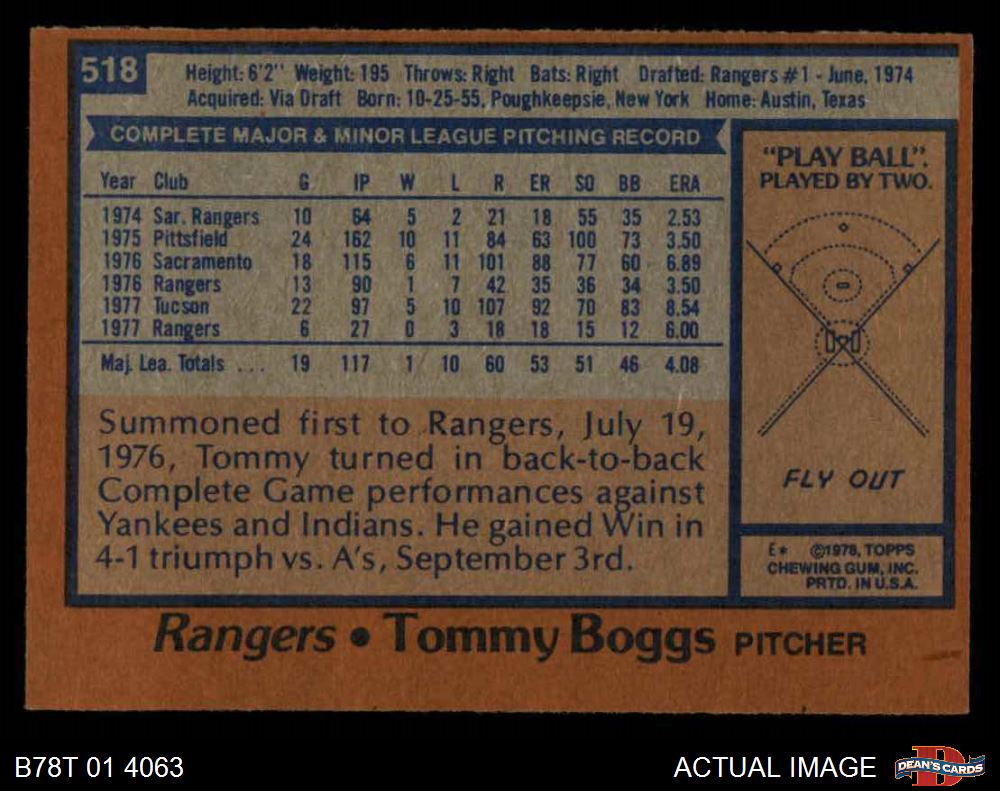 518
Height: 6'2" Weight: 195 Throws: Right Bats: Right Drafted: Rangers #1 - June, 1974
Acquired: Via Draft Born: 10-25-55, Poughkeepsie, New York Home: Austin, Texas
COMPLETE MAJOR & MINOR LEAGUE PITCHING RECORD
Year Club G IP W L R ER SO BB ERA
1974 Sar. Rangers 10 64 5 2 21 18 55 35 2.53
1975 Pittsfield 24 162 10 11 84 63 100 73 3.50
1976 Sacramento 18 115 6 11 101 88 77 60 6.89
1976 Rangers 13 90 1 7 42 35 36 34 3.50
1977 Tucson 22 97 5 10 107 92 70 83 8.54
1977 Rangers 6 27 0 3 18 18 15 12 6.00
Maj. Lea. Totals ... 19 117 1 10 60 53 51 46 4.08
Summoned first to Rangers, July 19,
1976, Tommy turned in back-to-back
Complete Game performances against
Yankees and Indians. He gained Win in
4-1 triumph vs. A's, September 3rd.
"PLAY BALL".
PLAYED BY TWO.
FLY OUT
E* ©1978, TOPPS
CHEWING GUM, INC.
PRTD. IN U.S.A.
Rangers • Tommy Boggs PITCHER
B78T 01 4063
ACTUAL IMAGE
DEAN'S CARDS